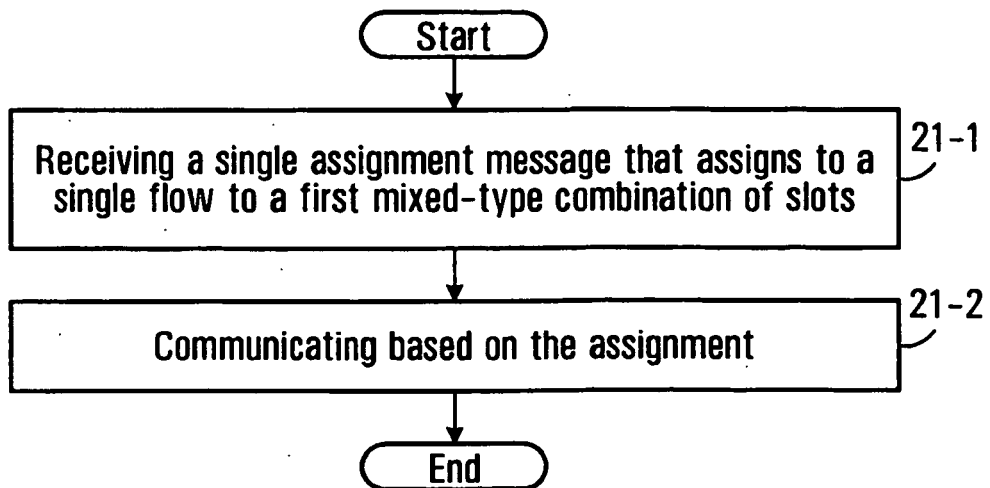 Start
Receiving a single assignment message that assigns to a
single flow to a first mixed-type combination of slots
21-1
Communicating based on the assignment
21-2
End